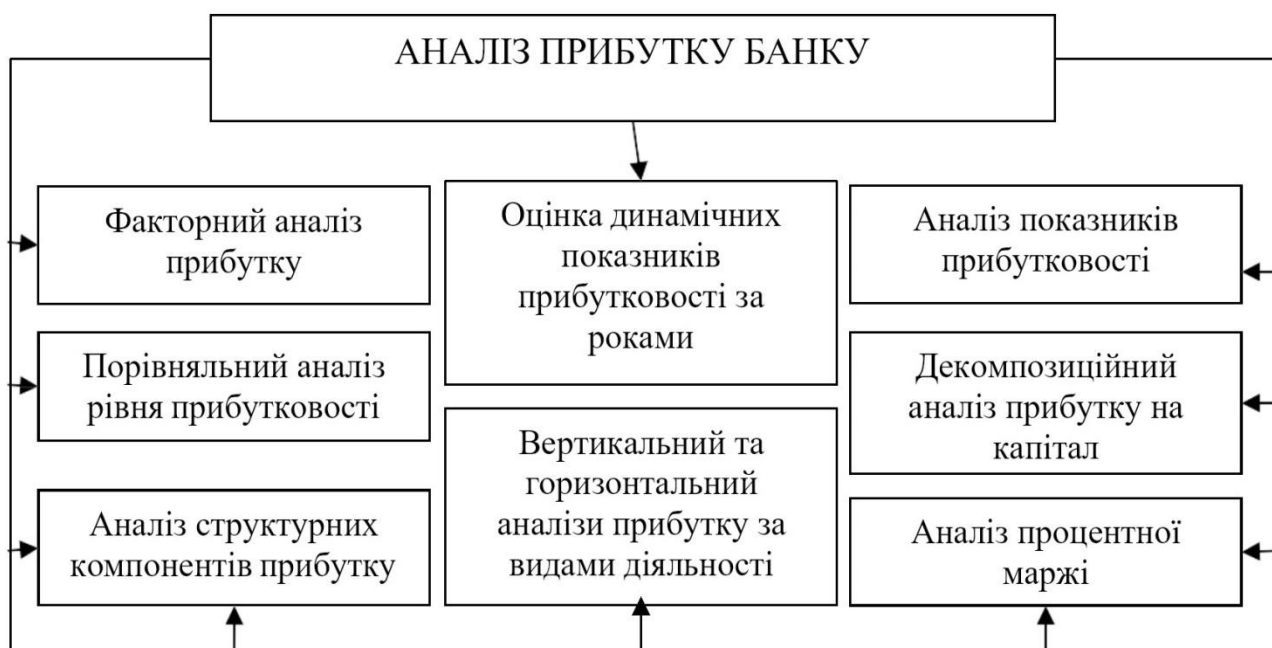 АНАЛІЗ ПРИБУТКУ БАНКУ
Факторний аналіз
прибутку
Порівняльний аналіз
рівня прибутковості
Аналіз структурних
компонентів прибутку
Оцінка динамічних
показників
прибутковості за
роками
Вертикальний та
горизонтальний
аналізи прибутку за
видами діяльності
Аналіз показників
прибутковості
Декомпозиційний
аналіз прибутку на
капітал
Аналіз процентної
маржі